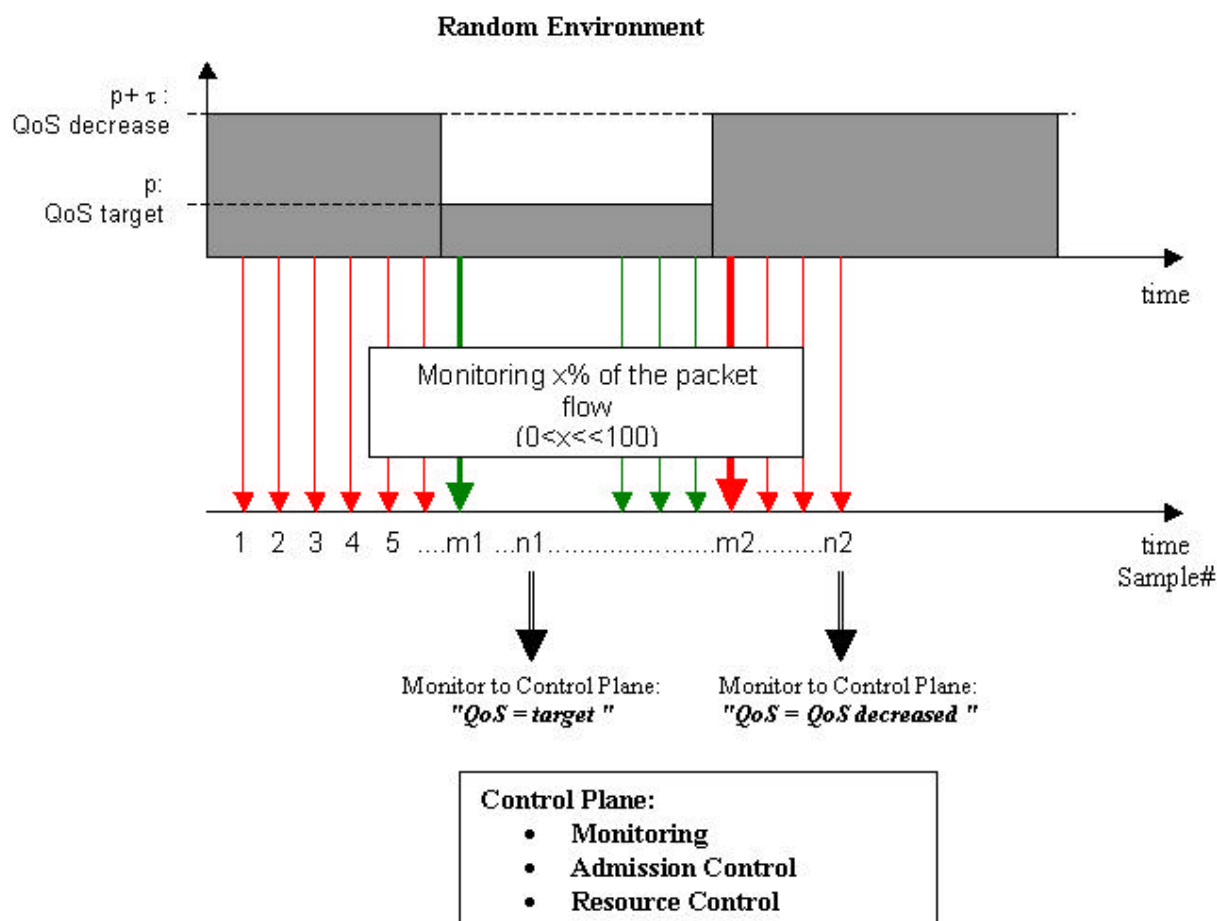 Random Environment
p+ τ :
QoS decrease
p:
QoS target
time
Monitoring x% of the packet
flow
(0<x<<100)
1 2 3 4 5 ....m1 ...n1.......................m2.........n2
time
Sample#
Monitor to Control Plane:
"QoS = target "
Monitor to Control Plane:
"QoS = QoS decreased "
Control Plane:
• Monitoring
• Admission Control
• Resource Control